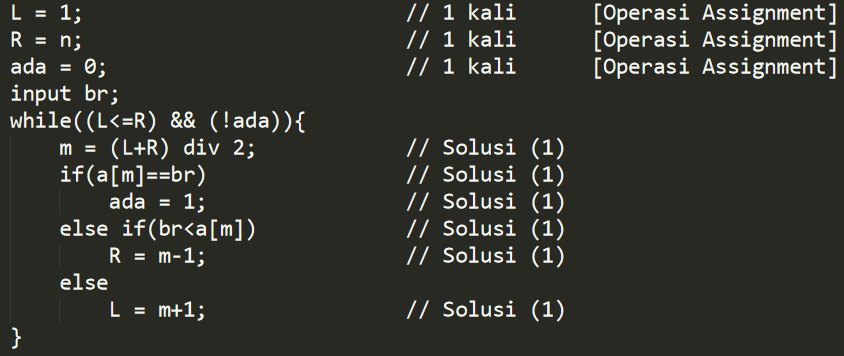 L = 1; // 1 kali [Operasi Assignment]
R = n; // 1 kali [Operasi Assignment]
ada = 0; // 1 kali [Operasi Assignment]
input br;
while((L<=R) && (!ada)){
    m = (L+R) div 2; // Solusi (1)
    if(a[m]==br) // Solusi (1)
        ada = 1; // Solusi (1)
    else if(br<a[m]) // Solusi (1)
        R = m-1; // Solusi (1)
    else
        L = m+1; // Solusi (1)
}